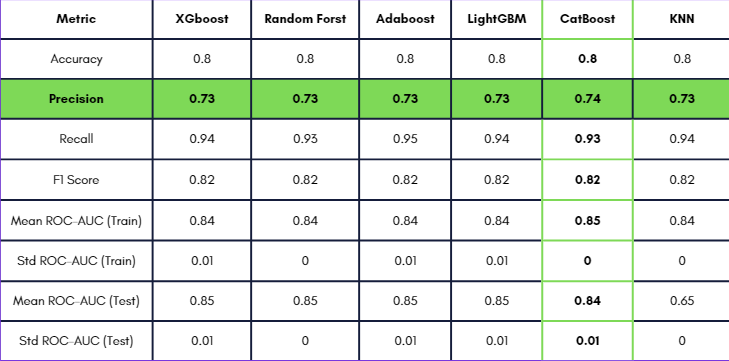 Metric XGboost Random Forst Adaboost LightGBM CatBoost KNN
Accuracy 0.8 0.8 0.8 0.8 0.8 0.8
Precision 0.73 0.73 0.73 0.73 0.74 0.73
Recall 0.94 0.93 0.95 0.94 0.93 0.94
F1 Score 0.82 0.82 0.82 0.82 0.82 0.82
Mean ROC-AUC (Train) 0.84 0.84 0.84 0.84 0.85 0.84
Std ROC-AUC (Train) 0.01 0 0.01 0.01 0 0
Mean ROC-AUC (Test) 0.85 0.85 0.85 0.85 0.84 0.65
Std ROC-AUC (Test) 0.01 0 0.01 0.01 0.01 0